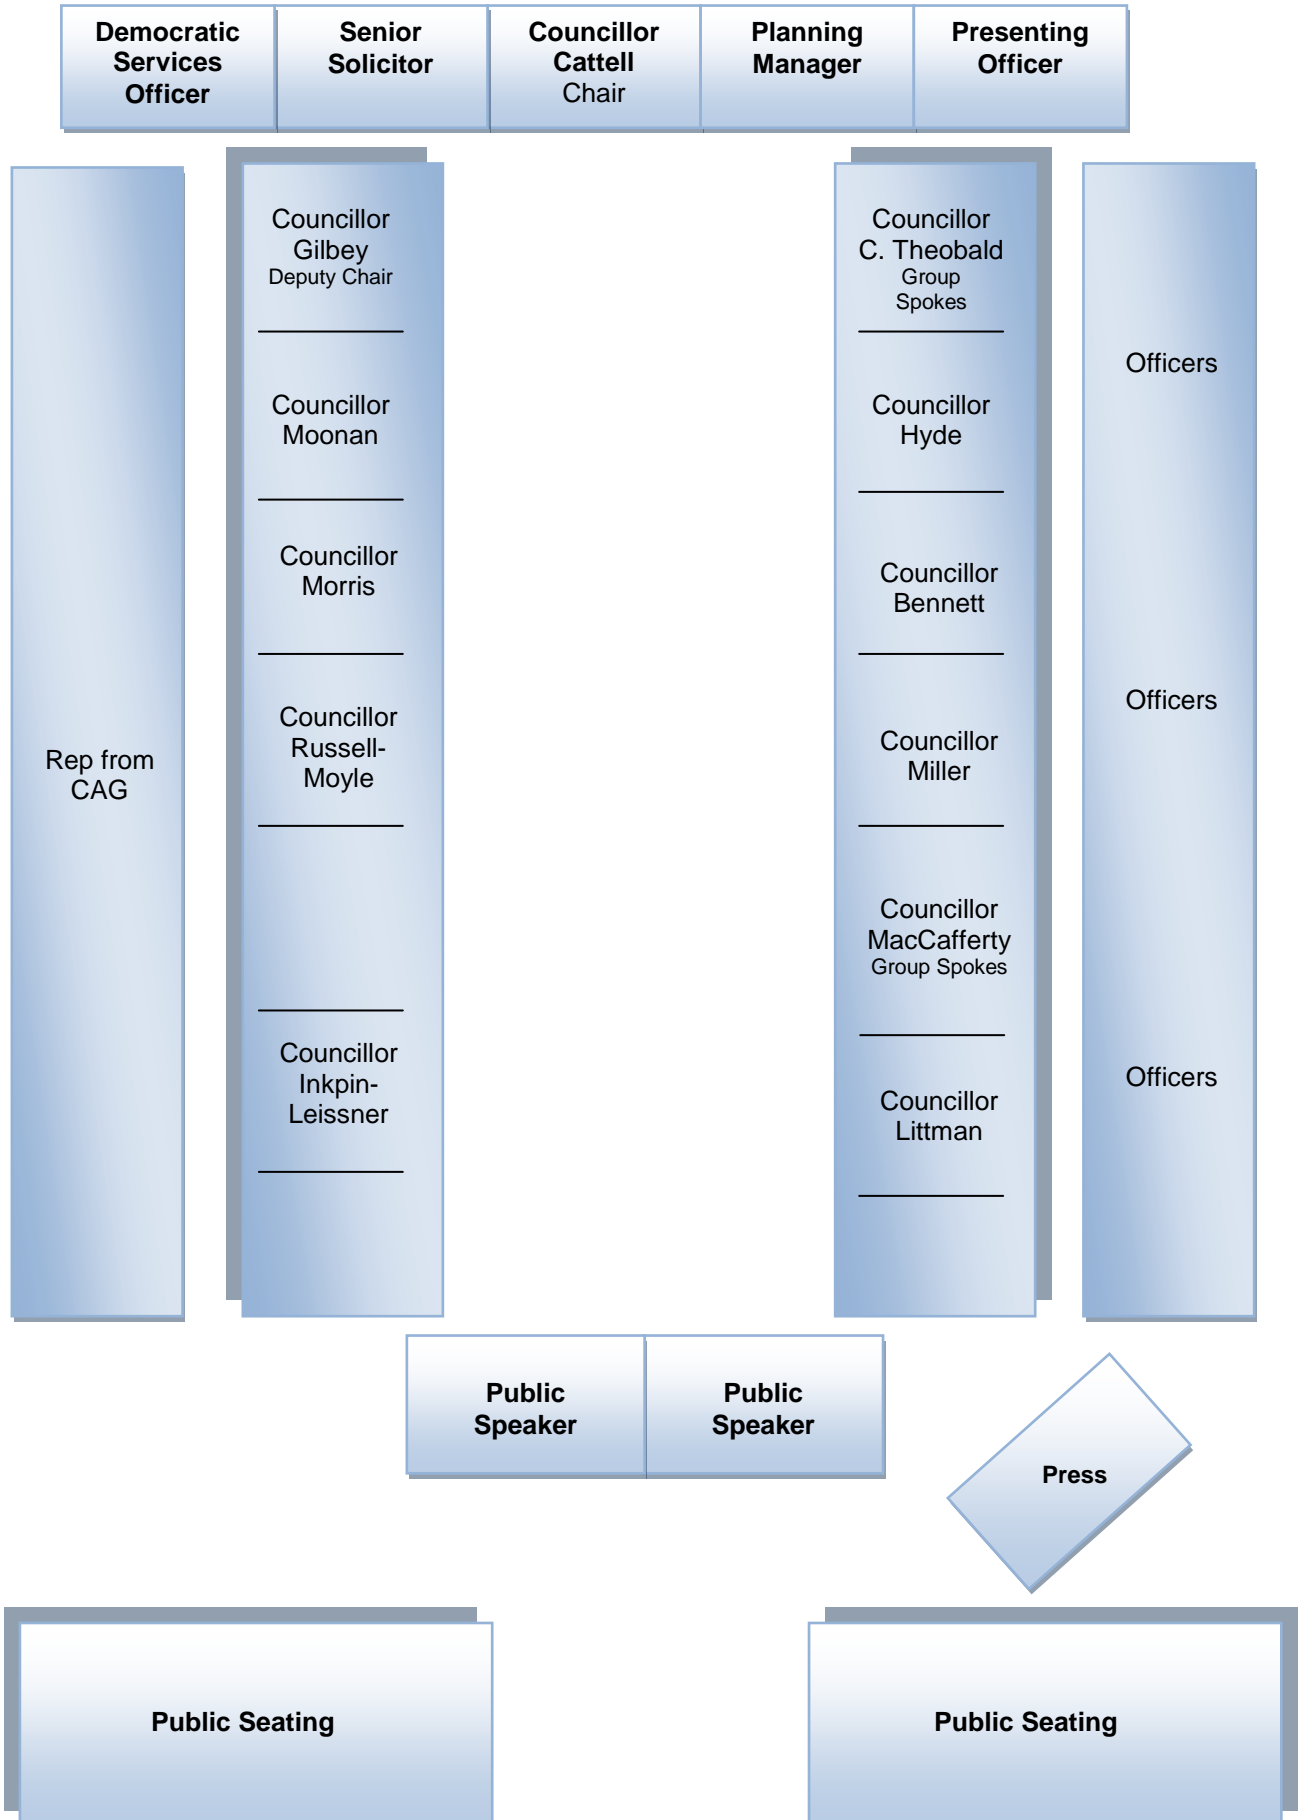 Democratic
Services
Officer
Senior
Solicitor
Councillor
Cattell
Chair
Planning
Manager
Presenting
Officer
Rep from
CAG
Councillor
Gilbey
Deputy Chair
Councillor
Moonan
Councillor
Morris
Councillor
Russell-
Moyle
Councillor
Inkpin-
Leissner
Councillor
C. Theobald
Group
Spokes
Councillor
Hyde
Councillor
Bennett
Councillor
Miller
Councillor
MacCafferty
Group Spokes
Councillor
Littman
Officers
Officers
Officers
Public
Speaker
Public
Speaker
Press
Public Seating
Public Seating